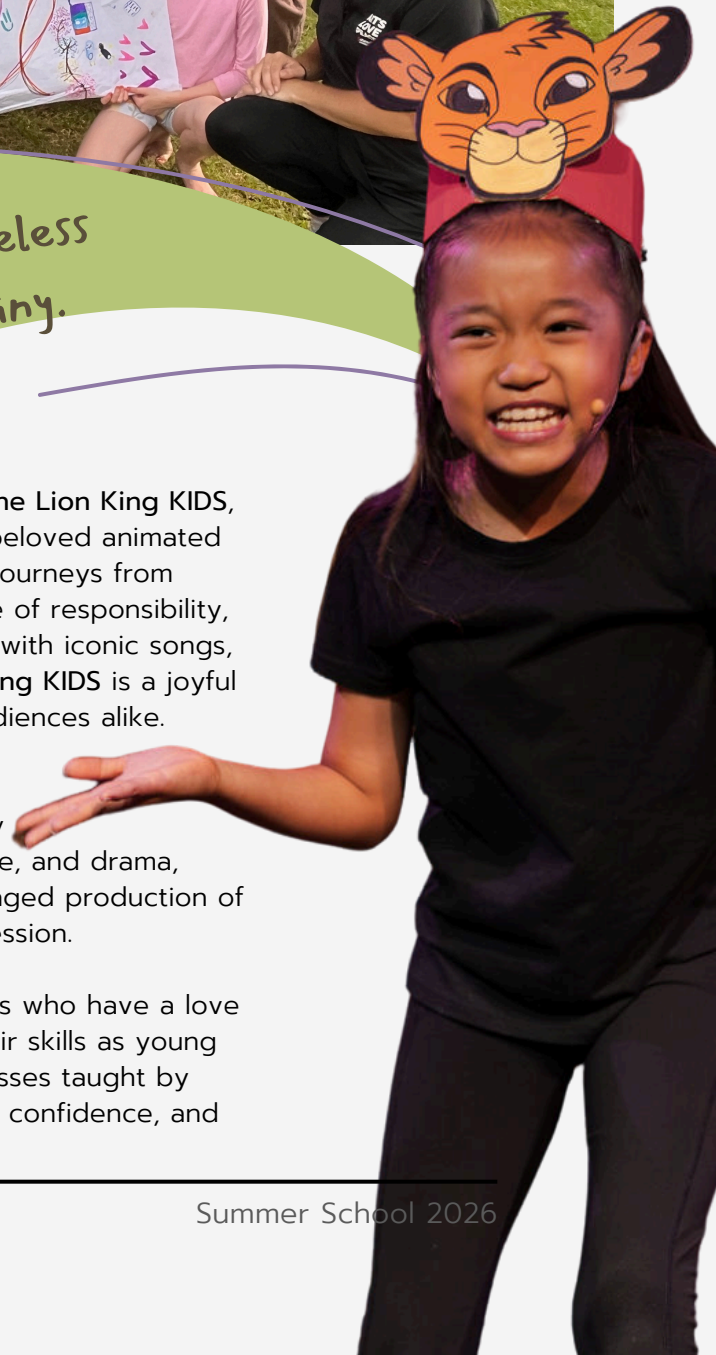 eless
ny.
he Lion King KIDS,
beloved animated
ourneys from
e of responsibility,
with iconic songs,
ng KIDS is a joyful
diences alike.
y
e, and drama,
aged production of
ession.
s who have a love
ir skills as young
sses taught by
confidence, and
Summer School 2026